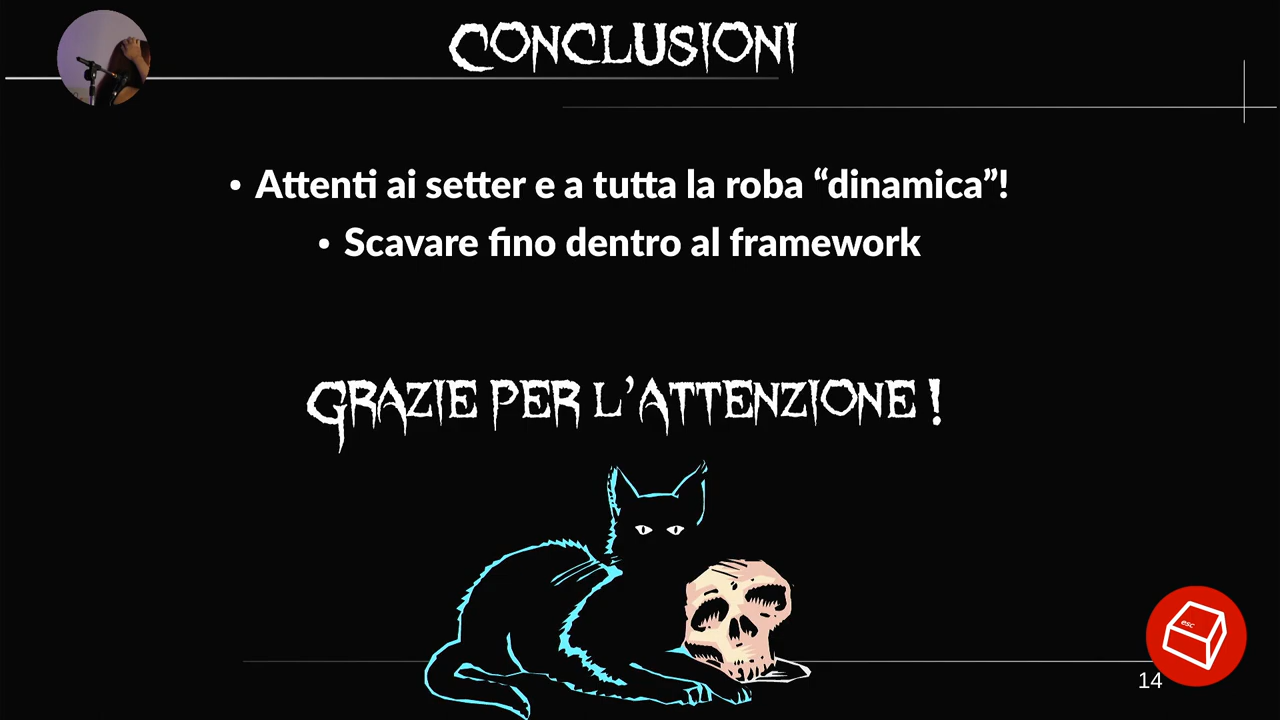 Conclusioni
• Attenti ai setter e a tutta la roba “dinamica”!
• Scavare fino dentro al framework
Grazie per l’attenzione !
esc
14